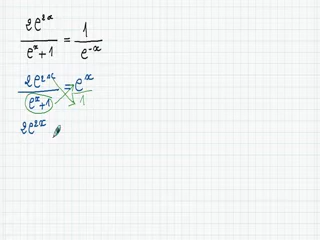 2e^{2x}/(e^x+1) = 1/e^{-x}
2e^{2x}/(e^x+1) = e^x/1
2e^{2x}